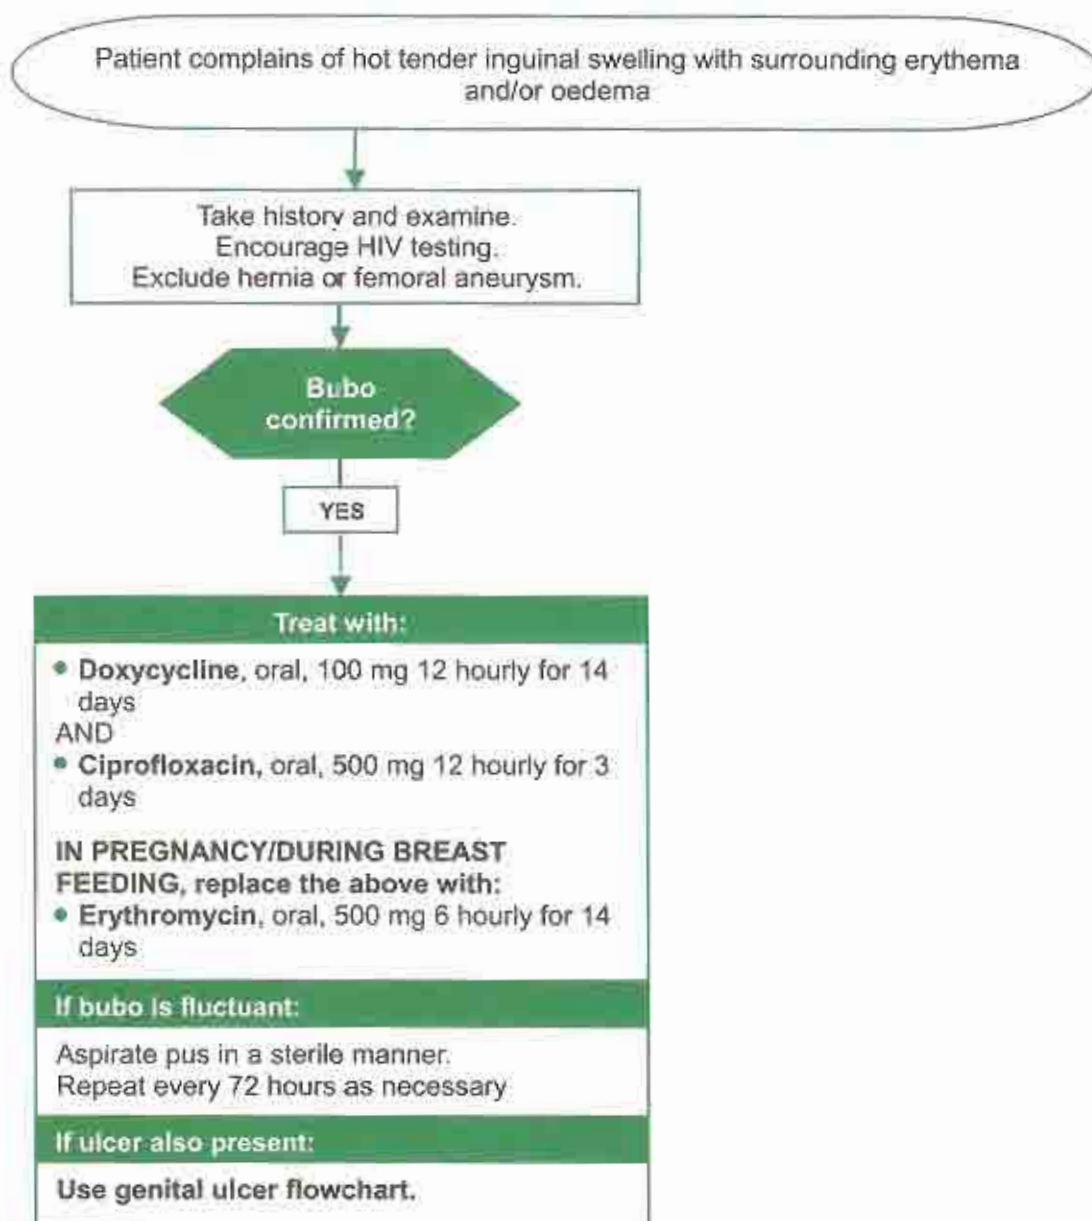 Patient complains of hot tender inguinal swelling with surrounding erythema
and/or oedema
Take history and examine.
Encourage HIV testing.
Exclude hernia or femoral aneurysm.
Bubo
confirmed?
YES
Treat with:
• Doxycycline, oral, 100 mg 12 hourly for 14
days
AND
• Ciprofloxacin, oral, 500 mg 12 hourly for 3
days
IN PREGNANCY/DURING BREAST
FEEDING, replace the above with:
• Erythromycin, oral, 500 mg 6 hourly for 14
days
If bubo is fluctuant:
Aspirate pus in a sterile manner.
Repeat every 72 hours as necessary
If ulcer also present:
Use genital ulcer flowchart.